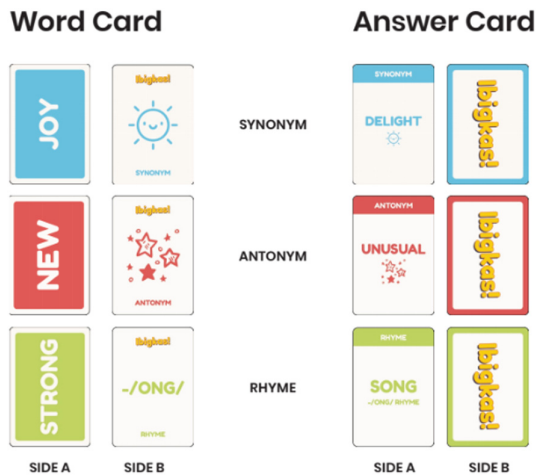 Word Card
Answer Card
JOY
Ibigkas!
SYNONYM
SYNONYM
SYNONYM
DELIGHT
Ibigkas!
NEW
Ibigkas!
ANTONYM
ANTONYM
ANTONYM
UNUSUAL
Ibigkas!
STRONG
Ibigkas!
-/ONG/
RHYME
RHYME
RHYME
SONG
-/ONG/ RHYME
Ibigkas!
SIDE A
SIDE B
SIDE A
SIDE B